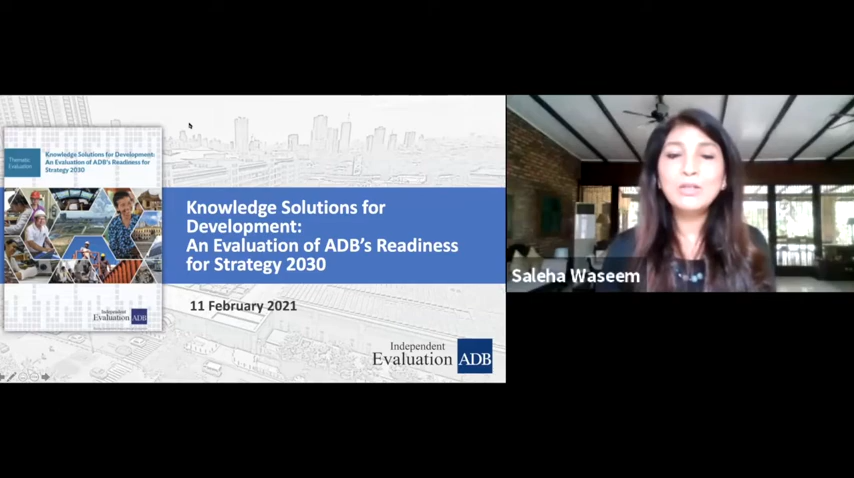 Thematic
Evaluation
Knowledge Solutions for Development:
An Evaluation of ADB's Readiness for
Strategy 2030
Independent
Evaluation ADB
Knowledge Solutions for
Development:
An Evaluation of ADB's Readiness
for Strategy 2030
11 February 2021
Independent
Evaluation ADB
Saleha Waseem